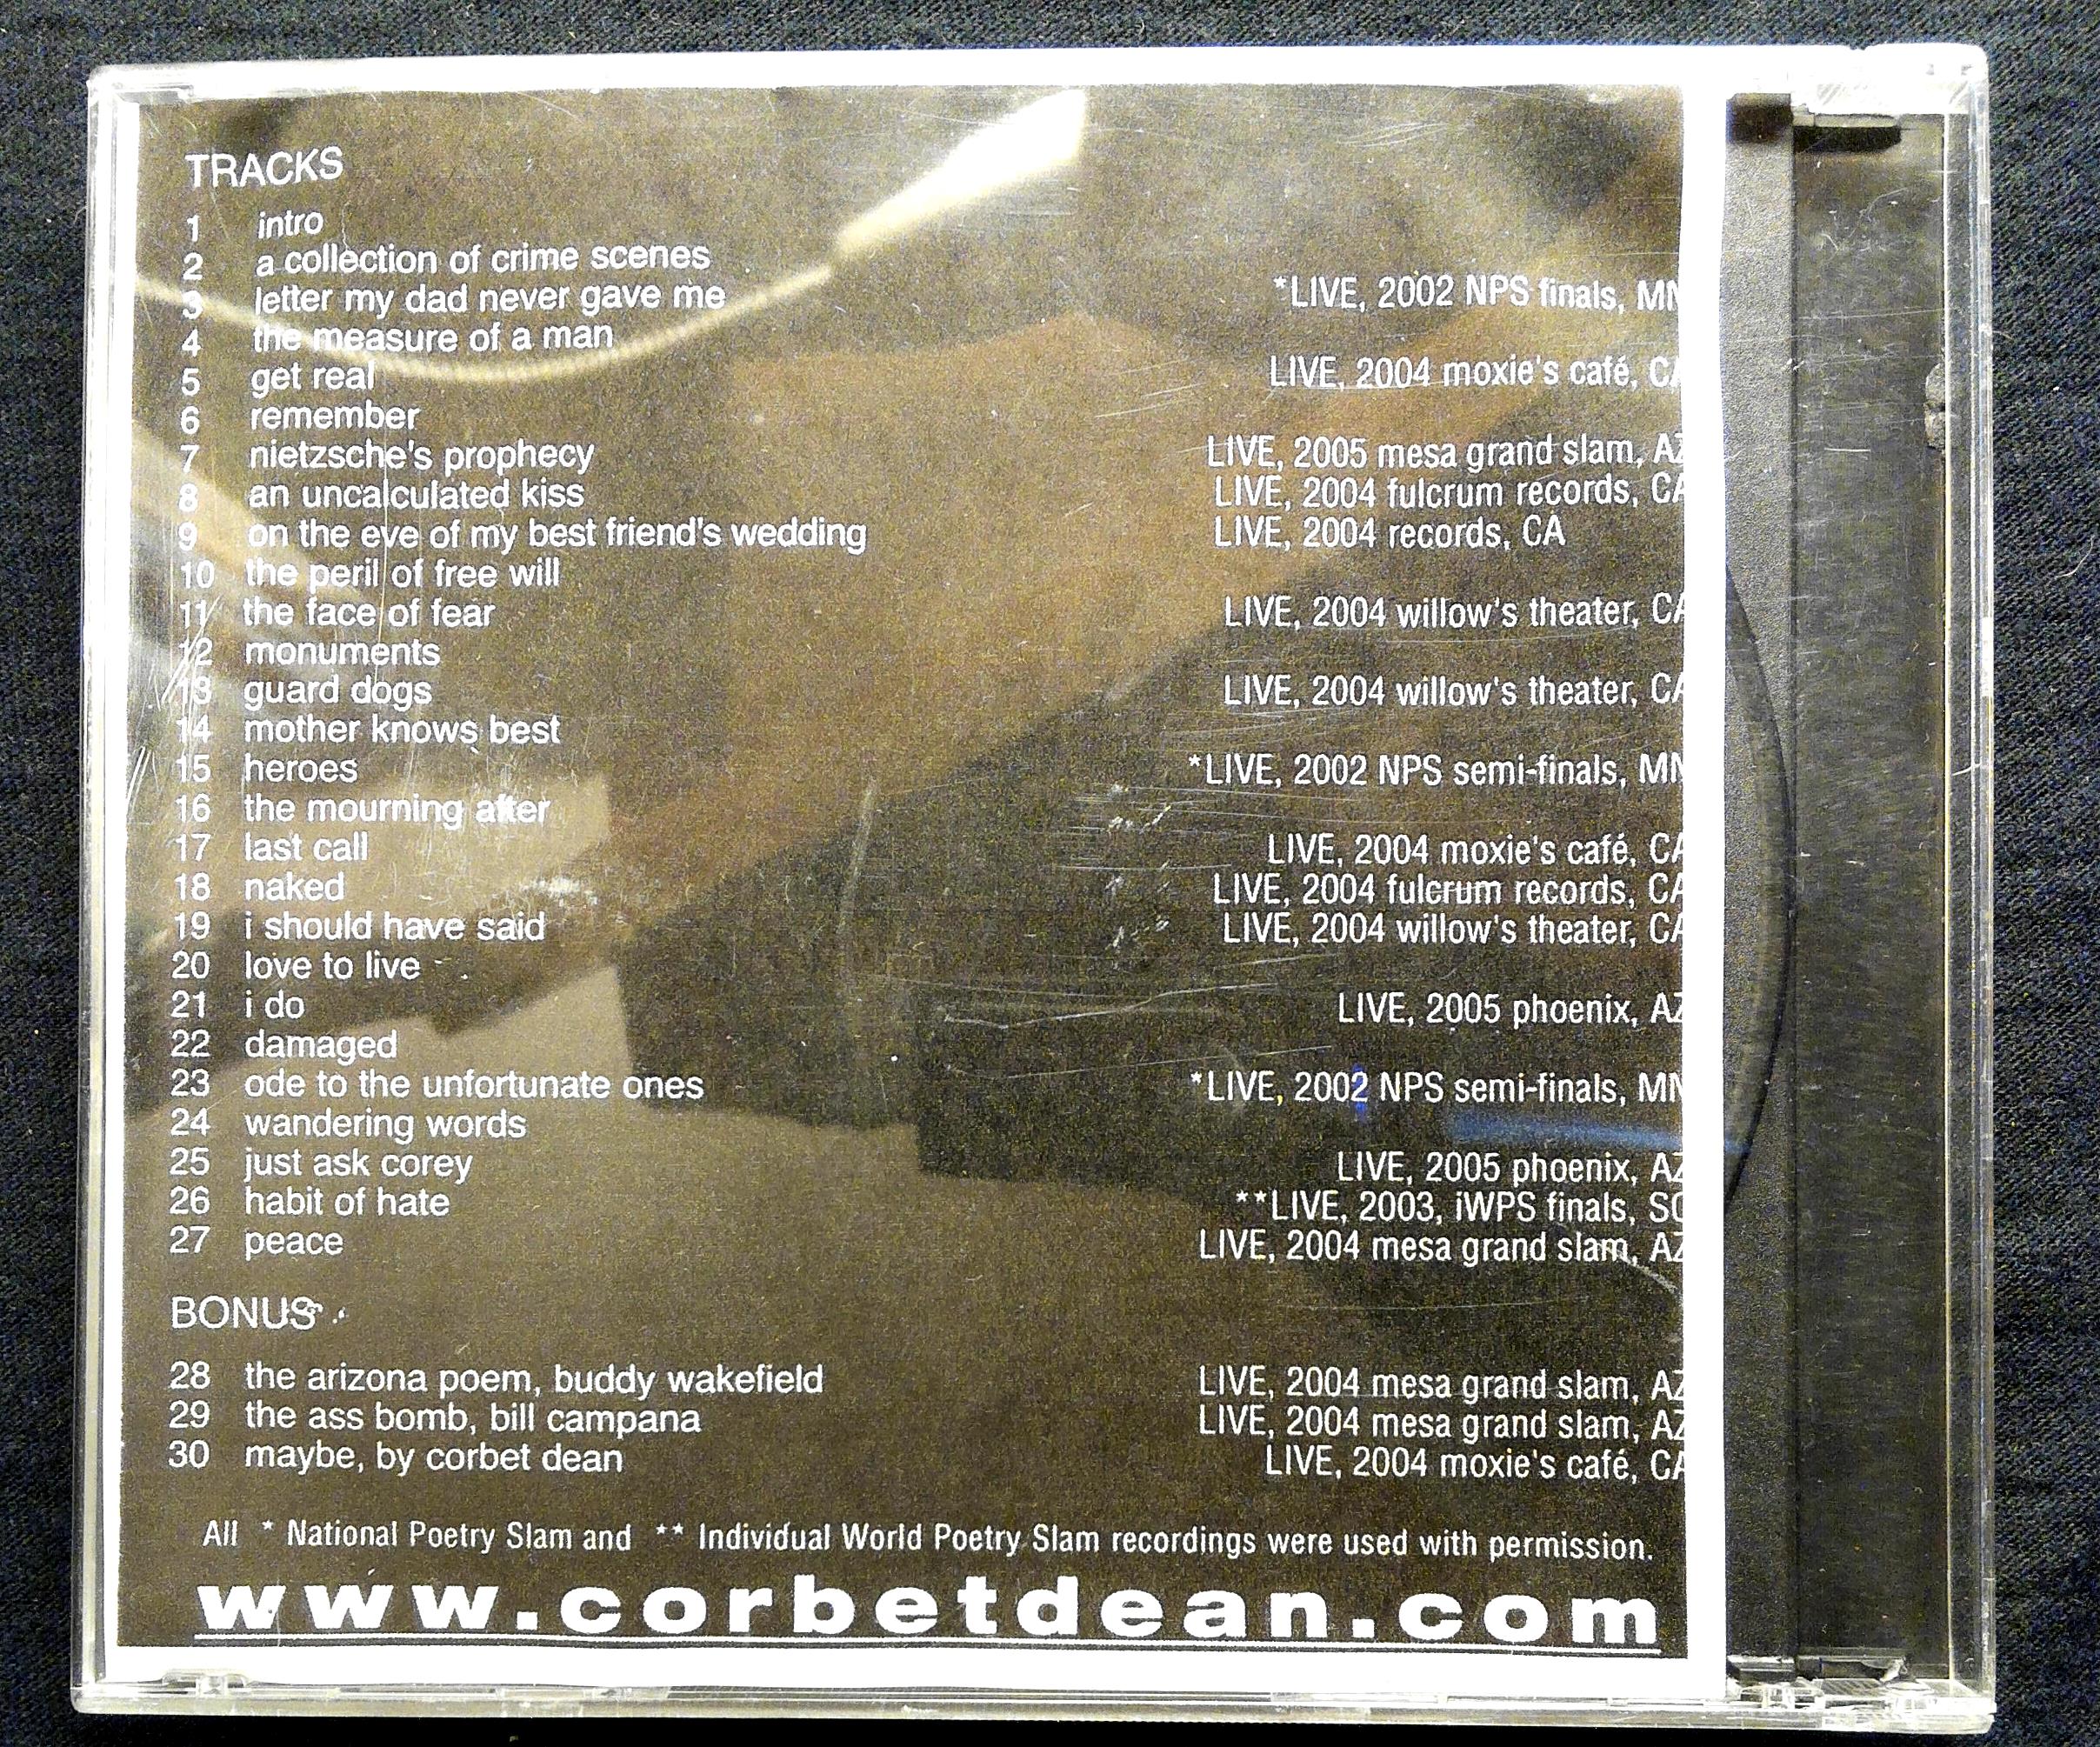 TRACKS
1 intro
2 a collection of crime scenes
3 letter my dad never gave me *LIVE, 2002 NPS finals, MN
4 the measure of a man
5 get real LIVE, 2004 moxie's café, CA
6 remember
7 nietzsche's prophecy LIVE, 2005 mesa grand slam, AZ
8 an uncalculated kiss LIVE, 2004 fulcrum records, CA
9 on the eve of my best friend's wedding LIVE, 2004 records, CA
10 the peril of free will
11 the face of fear LIVE, 2004 willow's theater, CA
12 monuments
13 guard dogs LIVE, 2004 willow's theater, CA
14 mother knows best
15 heroes *LIVE, 2002 NPS semi-finals, MN
16 the mourning after
17 last call LIVE, 2004 moxie's café, CA
18 naked LIVE, 2004 fulcrum records, CA
19 i should have said LIVE, 2004 willow's theater, CA
20 love to live
21 i do LIVE, 2005 phoenix, AZ
22 damaged
23 ode to the unfortunate ones *LIVE, 2002 NPS semi-finals, MN
24 wandering words
25 just ask corey LIVE, 2005 phoenix, AZ
26 habit of hate **LIVE, 2003, iWPS finals, SC
27 peace LIVE, 2004 mesa grand slam, AZ
BONUS
28 the arizona poem, buddy wakefield LIVE, 2004 mesa grand slam, AZ
29 the ass bomb, bill campana LIVE, 2004 mesa grand slam, AZ
30 maybe, by corbet dean LIVE, 2004 moxie's café, CA
All * National Poetry Slam and ** Individual World Poetry Slam recordings were used with permission.
www.corbetdean.com